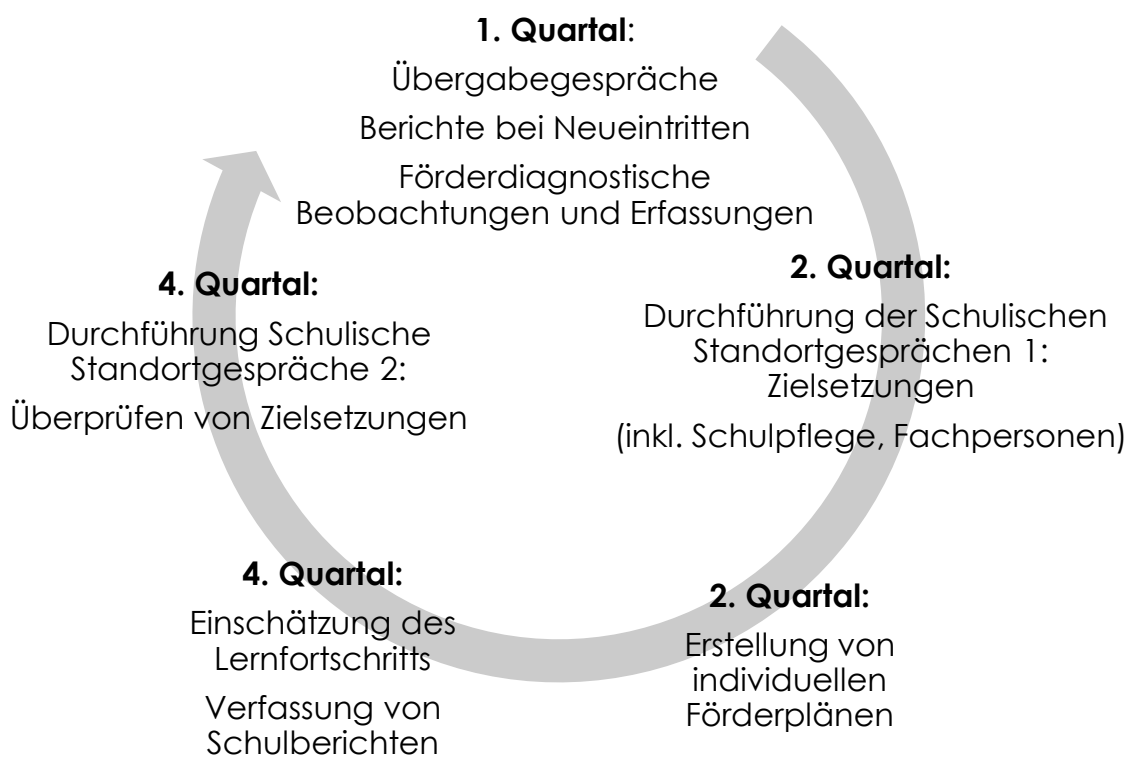 1. Quartal:
Übergabegespräche
Berichte bei Neueintritten
Förderdiagnostische
Beobachtungen und Erfassungen
2. Quartal:
Durchführung der Schulischen
Standortgesprächen 1:
Zielsetzungen
(inkl. Schulpflege, Fachpersonen)
2. Quartal:
Erstellung von
individuellen
Förderplänen
4. Quartal:
Einschätzung des
Lernfortschritts
Verfassung von
Schulberichten
4. Quartal:
Durchführung Schulische
Standortgespräche 2:
Überprüfen von Zielsetzungen